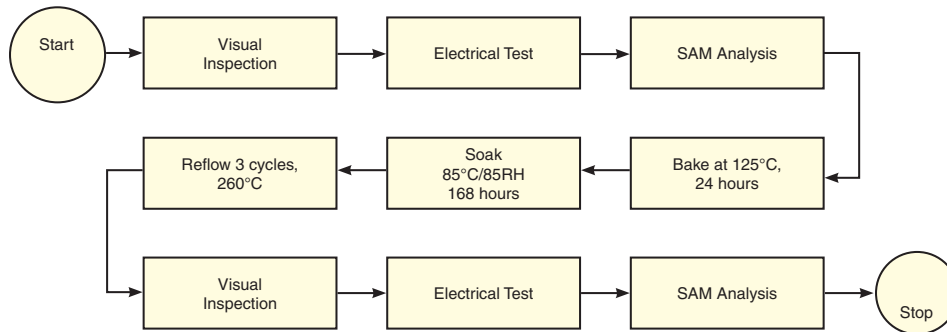 Start
Visual
Inspection
Electrical Test
SAM Analysis
Bake at 125°C,
24 hours
Soak
85°C/85RH
168 hours
Reflow 3 cycles,
260°C
Visual
Inspection
Electrical Test
SAM Analysis
Stop